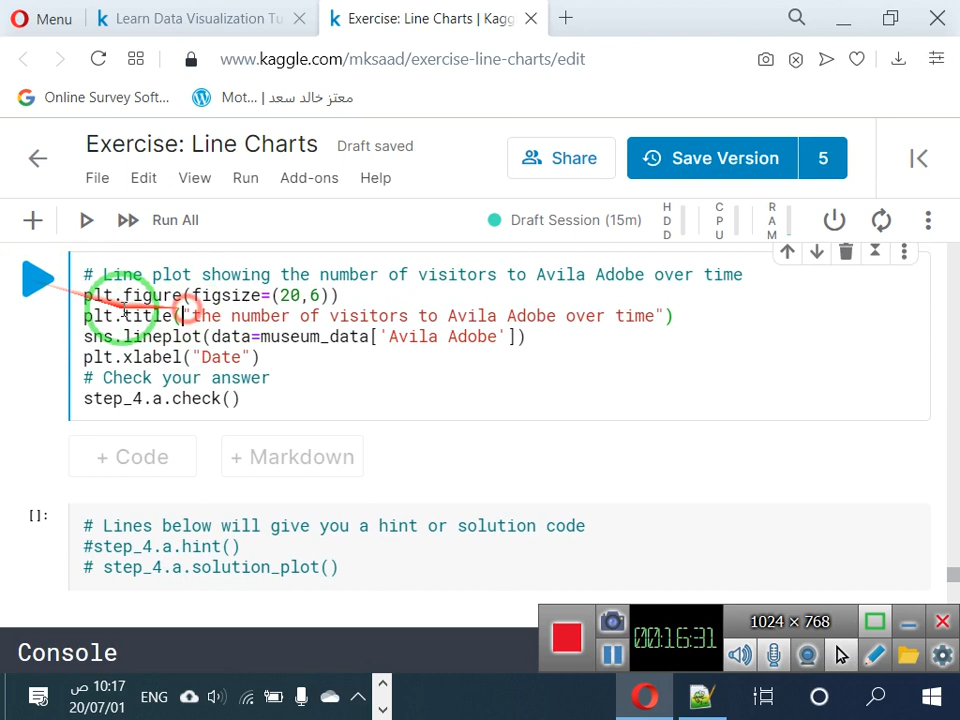 Menu
Learn Data Visualization Tu
Exercise: Line Charts | Kagg
www.kaggle.com/mksaad/exercise-line-charts/edit
Online Survey Soft...
Mot... | معتز خالد سعد
Exercise: Line Charts
Draft saved
Share
Save Version
5
File Edit View Run Add-ons Help
Run All
Draft Session (15m)
HDD
CPU
RAM
# Line plot showing the number of visitors to Avila Adobe over time
plt.figure(figsize=(20,6))
plt.title("the number of visitors to Avila Adobe over time")
sns.lineplot(data=museum_data['Avila Adobe'])
plt.xlabel("Date")
# Check your answer
step_4.a.check()
+ Code
+ Markdown
[]:
# Lines below will give you a hint or solution code
#step_4.a.hint()
# step_4.a.solution_plot()
Console
1024 × 768
00:16:31
10:17 ص
20/07/01
ENG